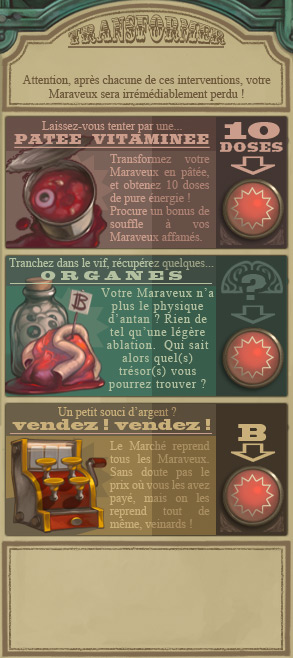 TRANSFORMER
Attention, après chacune de ces interventions, votre
Maraveux sera irrémédiablement perdu !
Laissez-vous tenter par une...
PATEE VITAMINEE
Transformez votre
Maraveux en pâtée,
et obtenez 10 doses
de pure énergie !
Procure un bonus de
souffle à vos
Maraveux affamés.
10
DOSES
Tranchez dans le vif, récupérez quelques...
ORGANES
Votre Maraveux n'a
plus le physique
d'antan ? Rien de
tel qu'une légère
ablation. Qui sait
alors quel(s)
trésor(s) vous
pourrez trouver ?
B
?
Un petit souci d'argent ?
vendez ! vendez !
Le Marché reprend
tous les Maraveux.
Sans doute pas le
prix où vous les avez
payé, mais on les
reprend tout de
même, veinards !
B